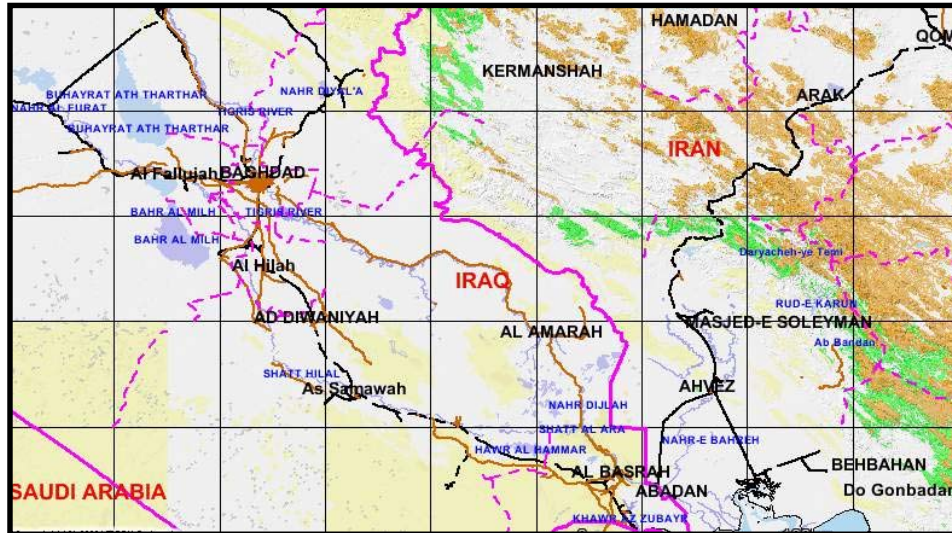 HAMADAN
QOM
KERMANSHAH
BUHAYRAT ATH THARTHAR
NAHR DIYAL'A
ARAK
NAHR AL FURAT
TIGRIS RIVER
BUHAYRAT ATH THARTHAR
IRAN
Al Fallujah
BAGHDAD
BAHR AL MILH
TIGRIS RIVER
BAHR AL MILH
Daryacheh-ye Temi
Al Hilah
IRAQ
RUD-E KARUN
AD DIWANIYAH
AL AMARAH
MASJED-E SOLEYMAN
Ab Bandan
SHATT HILAL
As Samawah
AHVEZ
NAHR DIJLAH
SHATT AL ARA
NAHR-E BAHREH
HAWR AL HAMMAR
AL BASRAH
BEHBAHAN
SAUDI ARABIA
ABADAN
Do Gonbadan
KHAWR AZ ZUBAYR